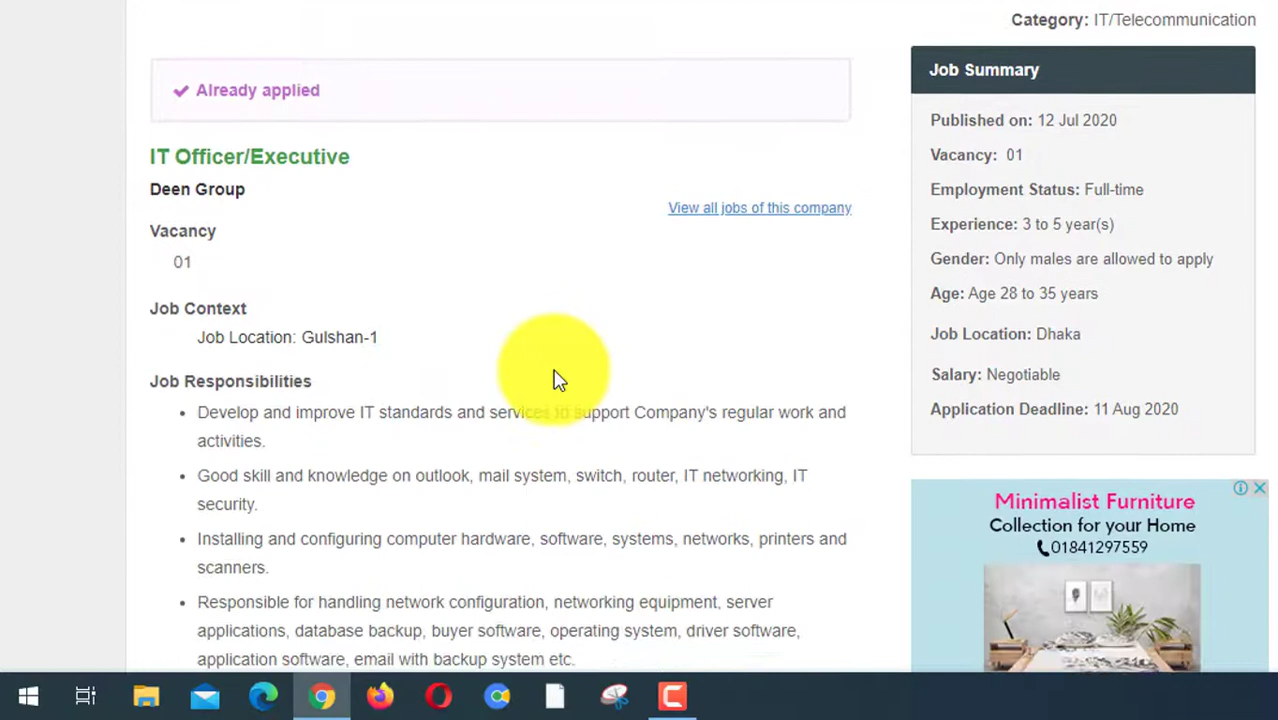 Category: IT/Telecommunication
Already applied
IT Officer/Executive
Deen Group
View all jobs of this company
Vacancy
01
Job Context
Job Location: Gulshan-1
Job Responsibilities
Develop and improve IT standards and services to support Company's regular work and
activities.
Good skill and knowledge on outlook, mail system, switch, router, IT networking, IT
security.
Installing and configuring computer hardware, software, systems, networks, printers and
scanners.
Responsible for handling network configuration, networking equipment, server
applications, database backup, buyer software, operating system, driver software,
application software, email with backup system etc.
Job Summary
Published on: 12 Jul 2020
Vacancy: 01
Employment Status: Full-time
Experience: 3 to 5 year(s)
Gender: Only males are allowed to apply
Age: Age 28 to 35 years
Job Location: Dhaka
Salary: Negotiable
Application Deadline: 11 Aug 2020
Minimalist Furniture
Collection for your Home
01841297559